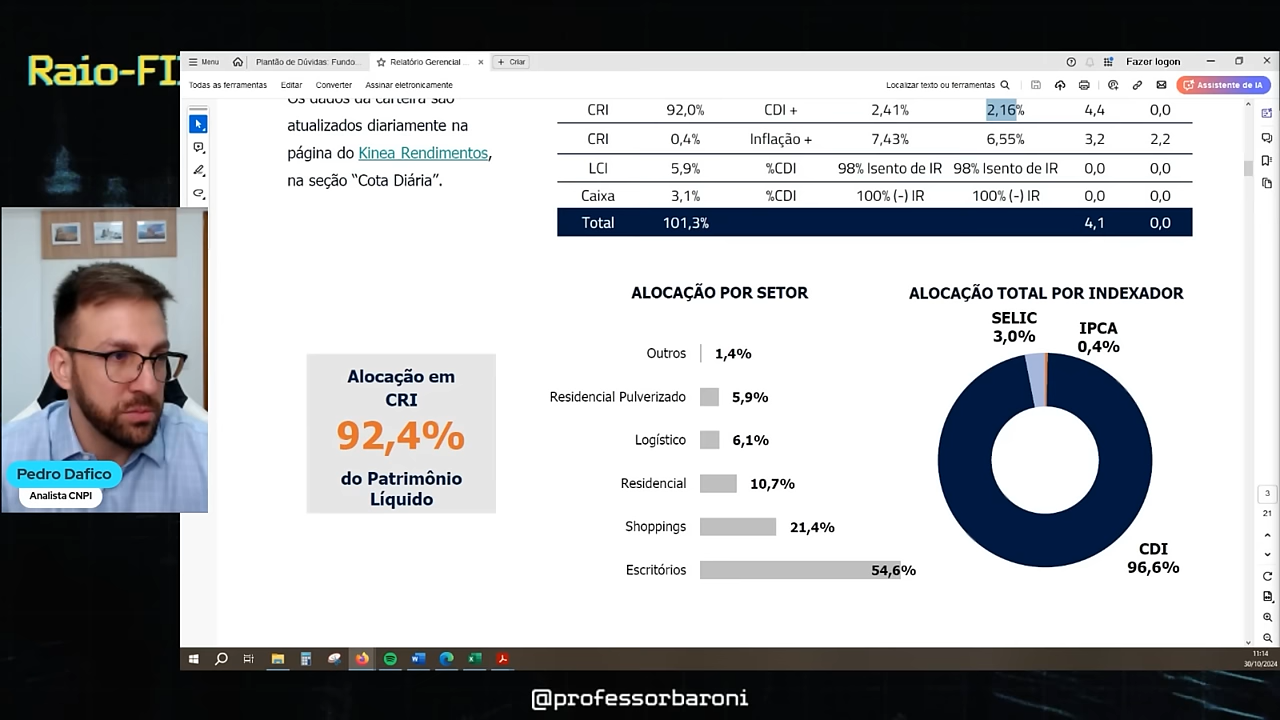 Raio-FI
Menu
Plantão de Dúvidas: Fundo...
Relatório Gerencial ...
Criar
Fazer logon
Todas as ferramentas
Editar
Converter
Assinar eletronicamente
Localizar texto ou ferramentas
Assistente de IA
Os dados da carteira são
atualizados diariamente na
página do Kinea Rendimentos,
na seção “Cota Diária”.
CRI 92,0% CDI + 2,41% 2,16% 4,4 0,0
CRI 0,4% Inflação + 7,43% 6,55% 3,2 2,2
LCI 5,9% %CDI 98% Isento de IR 98% Isento de IR 0,0 0,0
Caixa 3,1% %CDI 100% (-) IR 100% (-) IR 0,0 0,0
Total 101,3% 4,1 0,0
Alocação em
CRI
92,4%
do Patrimônio
Líquido
ALOCAÇÃO POR SETOR
Outros 1,4%
Residencial Pulverizado 5,9%
Logístico 6,1%
Residencial 10,7%
Shoppings 21,4%
Escritórios 54,6%
ALOCAÇÃO TOTAL POR INDEXADOR
SELIC
3,0%
IPCA
0,4%
CDI
96,6%
3
21
Pedro Dafico
Analista CNPI
11:14
30/10/2024
@professorbaroni